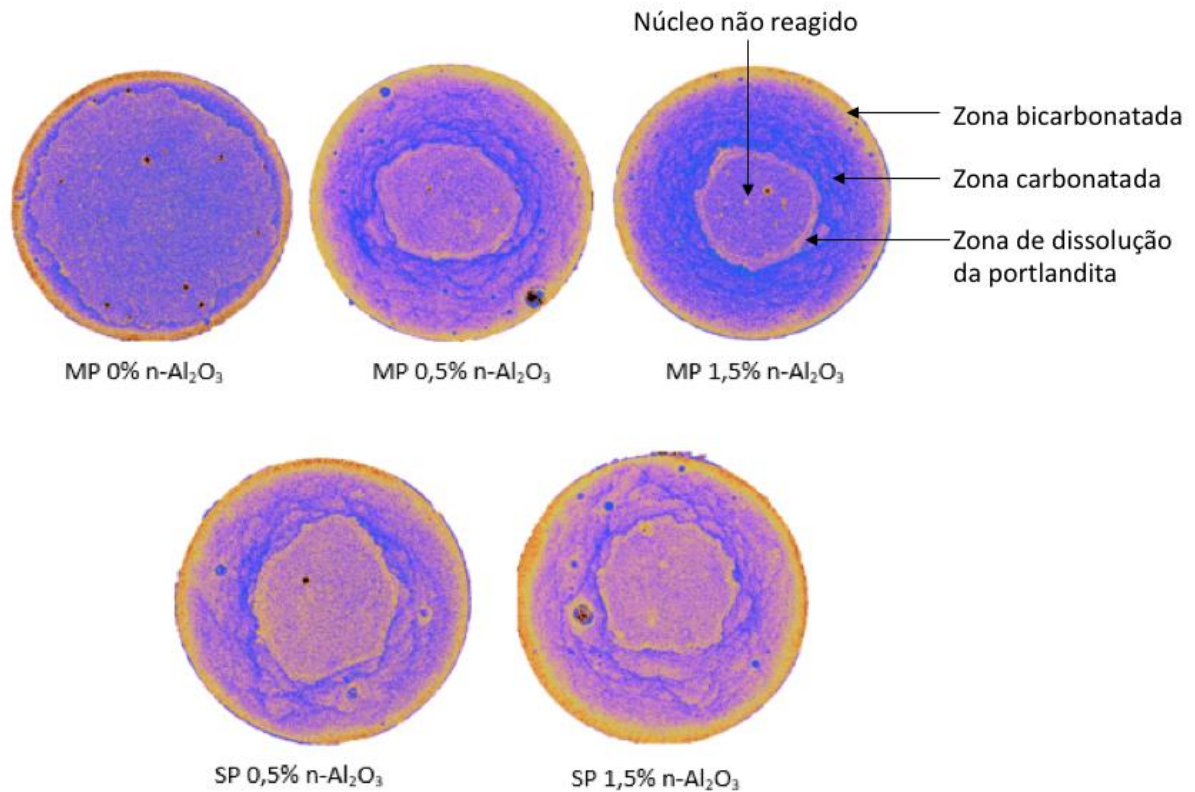 Núcleo não reagido
Zona bicarbonatada
Zona carbonatada
Zona de dissolução
da portlandita
MP 0% n-Al₂O₃
MP 0,5% n-Al₂O₃
MP 1,5% n-Al₂O₃
SP 0,5% n-Al₂O₃
SP 1,5% n-Al₂O₃